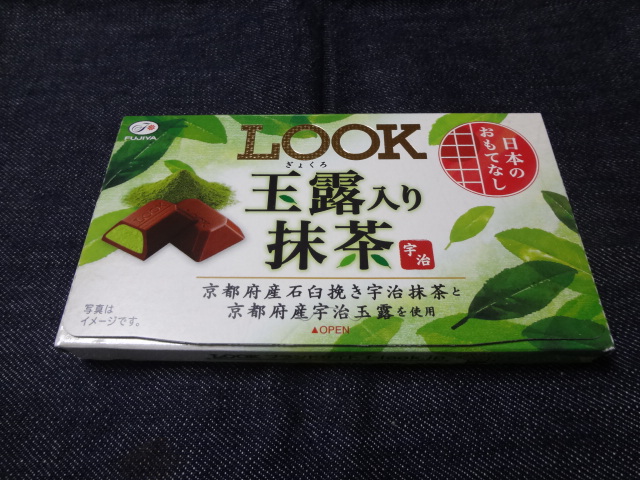 FUJIYA
LOOK
日本の
おもてなし
ぎょくろ
玉露入り
抹茶
宇治
京都府産石臼挽き宇治抹茶と
京都府産宇治玉露を使用
写真は
イメージです。
▲OPEN
LOOK